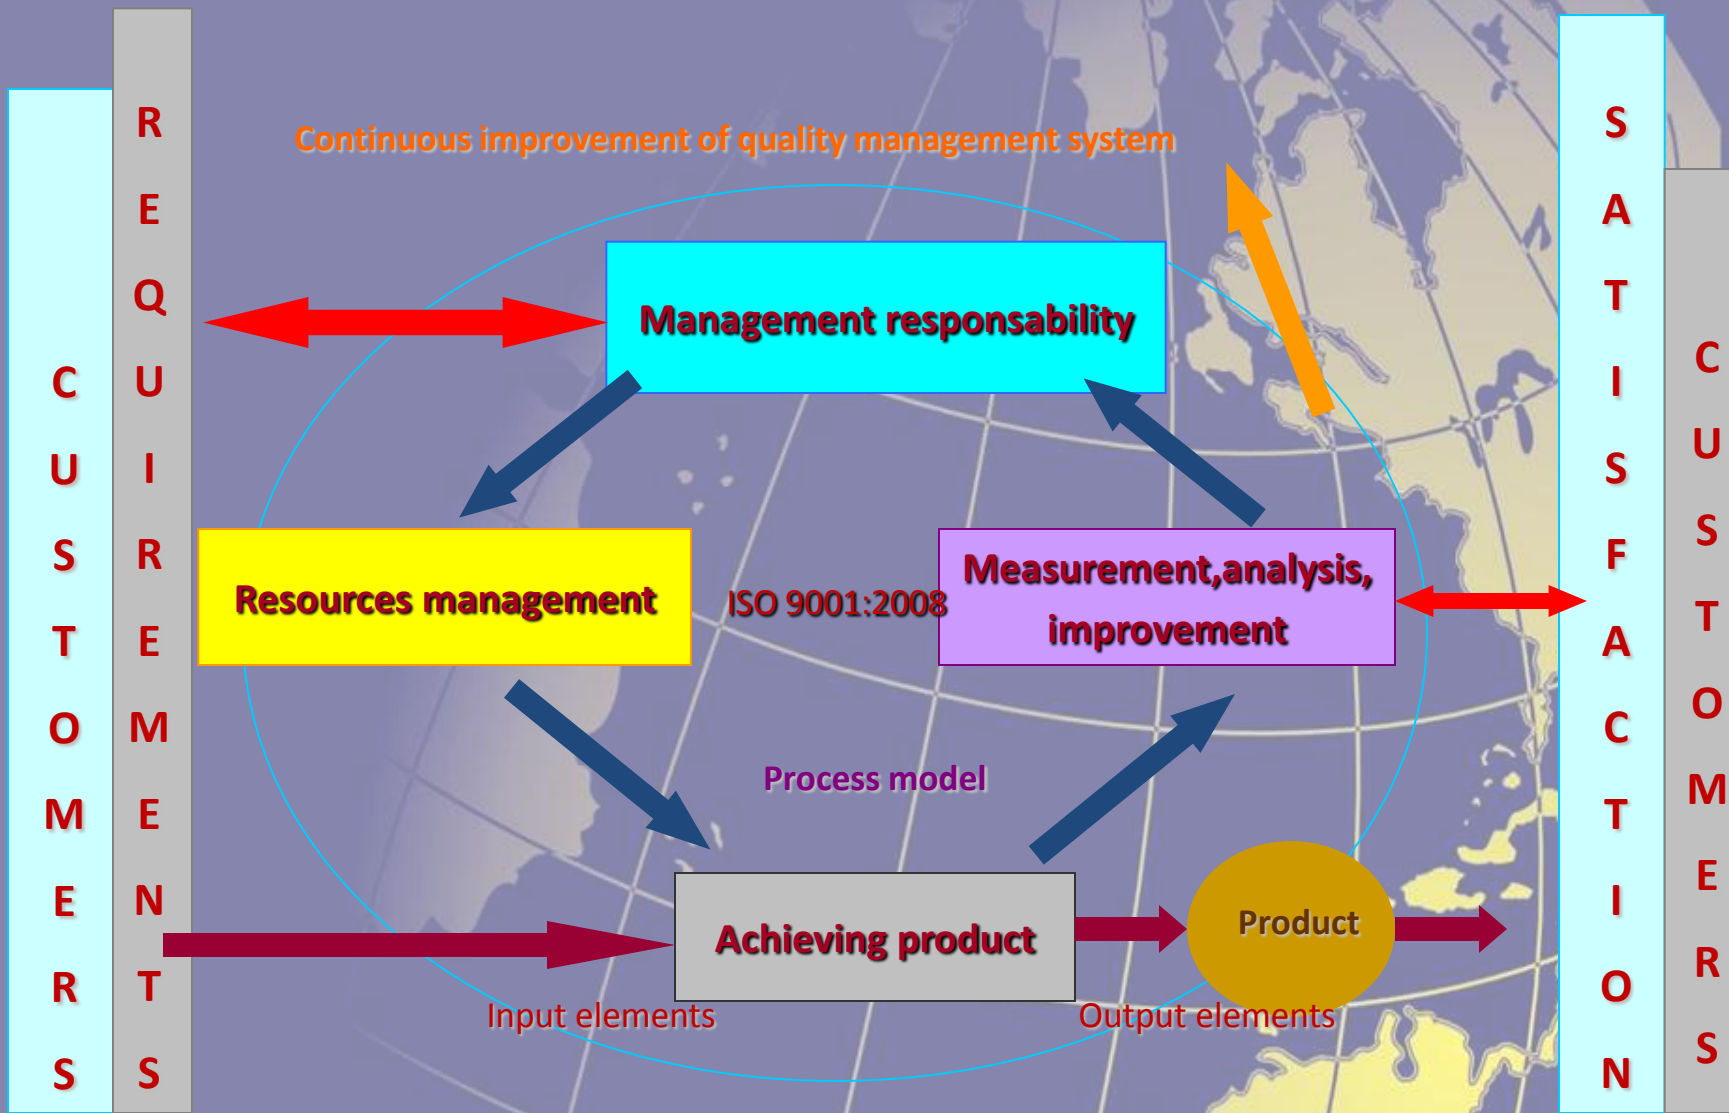 CUSTOMERS
REQUIREMENTS
Continuous improvement of quality management system
Management responsability
Resources management
ISO 9001:2008
Measurement,analysis,
improvement
Process model
Achieving product
Product
Input elements
Output elements
SATISFACTION
CUSTOMERS